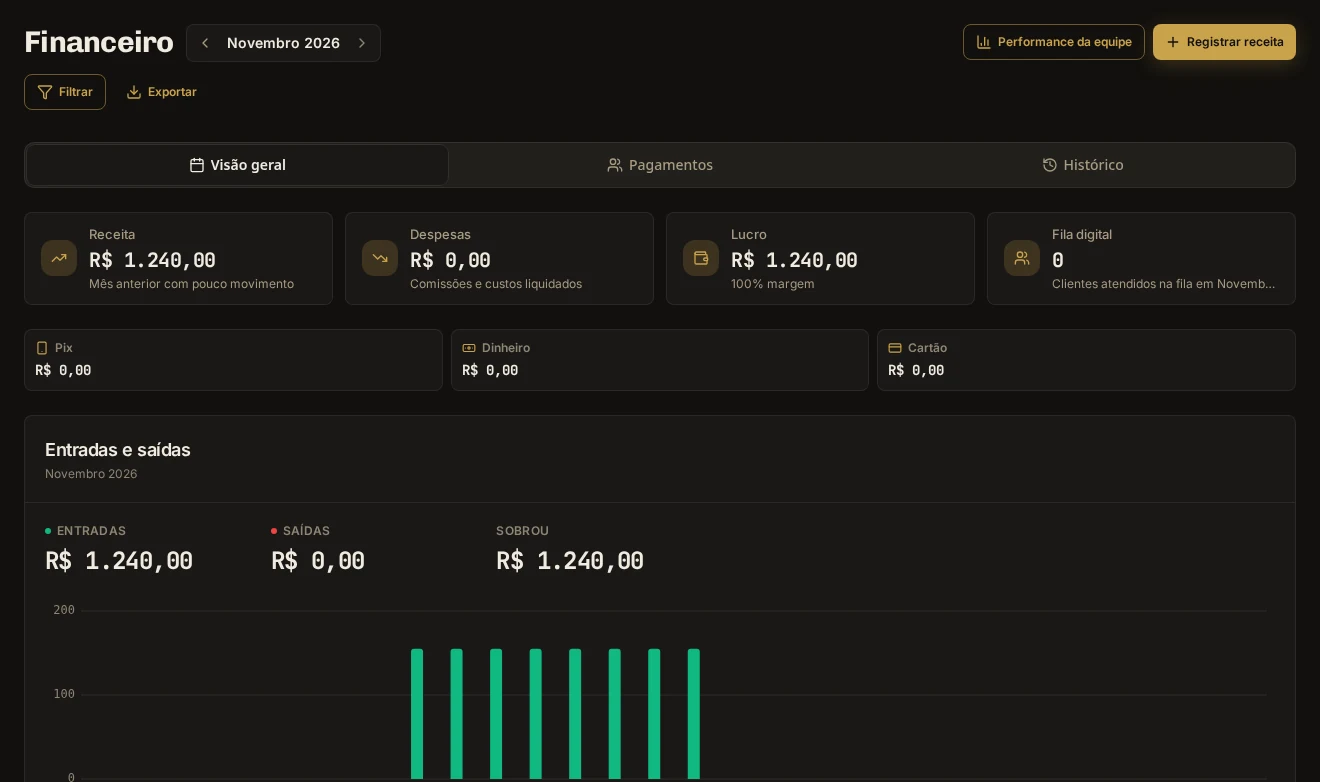 Financeiro
Novembro 2026
Performance da equipe
Registrar receita
Filtrar
Exportar
Visão geral
Pagamentos
Histórico
Receita
R$ 1.240,00
Mês anterior com pouco movimento
Despesas
R$ 0,00
Comissões e custos liquidados
Lucro
R$ 1.240,00
100% margem
Fila digital
0
Clientes atendidos na fila em Novemb...
Pix
R$ 0,00
Dinheiro
R$ 0,00
Cartão
R$ 0,00
Entradas e saídas
Novembro 2026
ENTRADAS
R$ 1.240,00
SAÍDAS
R$ 0,00
SOBROU
R$ 1.240,00
200
100
0